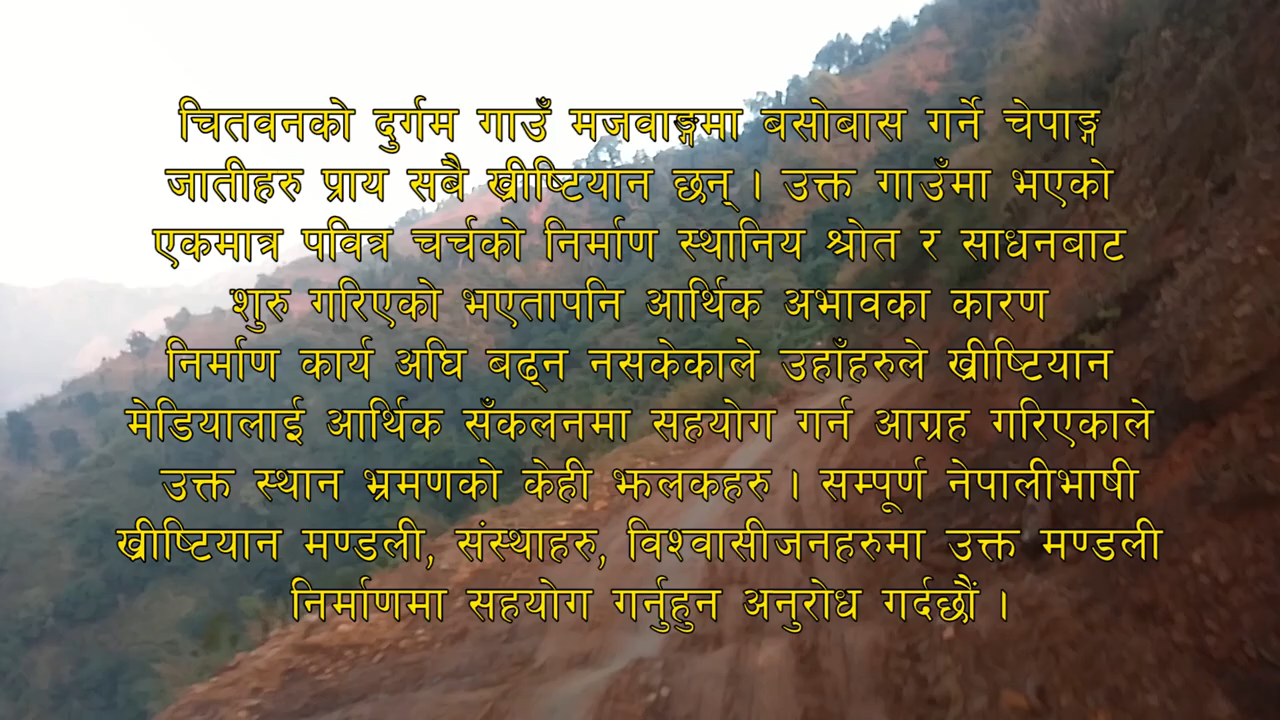 चितवनको दुर्गम गाउँ मजवाङ्गमा बसोबास गर्ने चेपाङ्ग
जातीहरु प्राय सबै ख्रीष्टियान छन् । उक्त गाउँमा भएको
एकमात्र पवित्र चर्चको निर्माण स्थानिय श्रोत र साधनबाट
शुरु गरिएको भएतापनि आर्थिक अभावका कारण
निर्माण कार्य अघि बढ्न नसकेकाले उहाँहरुले ख्रीष्टियान
मेडियालाई आर्थिक सँकलनमा सहयोग गर्न आग्रह गरिएकाले
उक्त स्थान भ्रमणको केही झलकहरु । सम्पूर्ण नेपालीभाषी
ख्रीष्टियान मण्डली, संस्थाहरु, विश्वासीजनहरुमा उक्त मण्डली
निर्माणमा सहयोग गर्नुहुन अनुरोध गर्दछौं ।